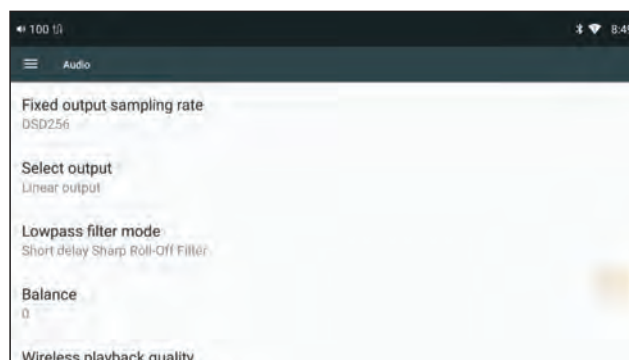 100
8:45
Audio
Fixed output sampling rate
DSD256
Select output
Linear output
Lowpass filter mode
Short delay Sharp Roll-Off Filter
Balance
0
Wireless playback quality